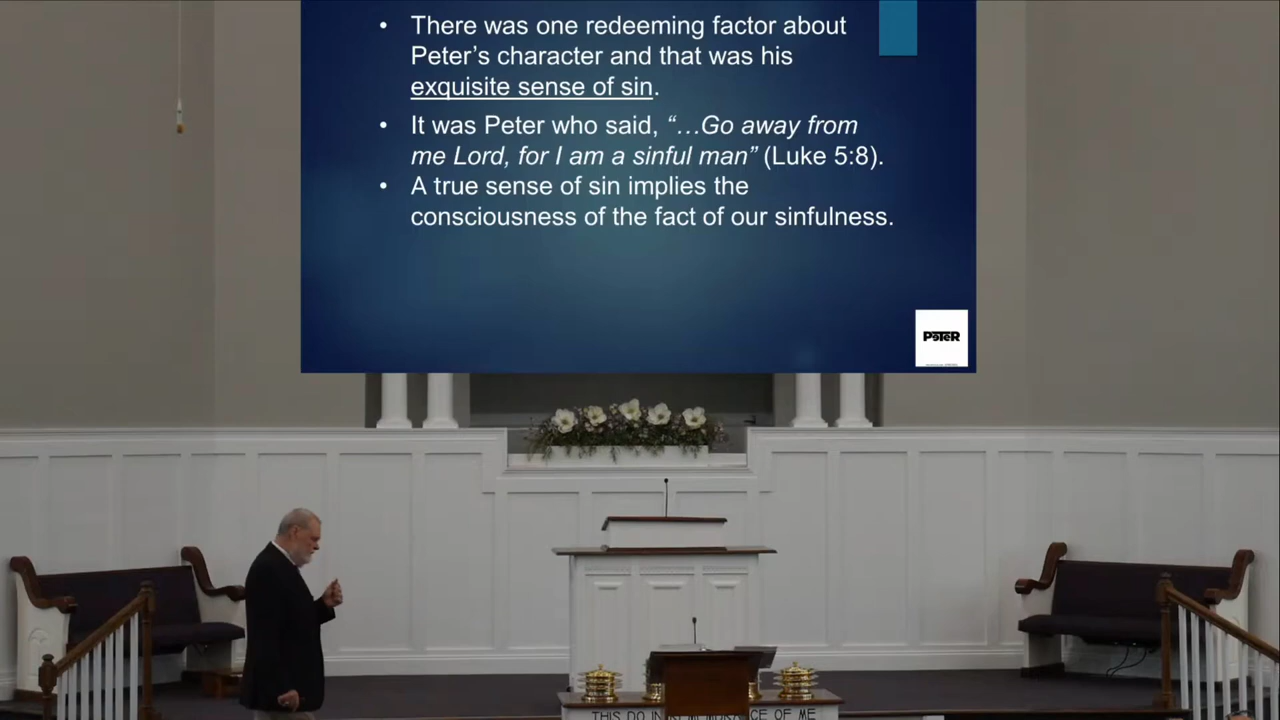 • There was one redeeming factor about
Peter’s character and that was his
exquisite sense of sin.
• It was Peter who said, “…Go away from
me Lord, for I am a sinful man” (Luke 5:8).
• A true sense of sin implies the
consciousness of the fact of our sinfulness.
PeTeR
THIS DO IN OF ME